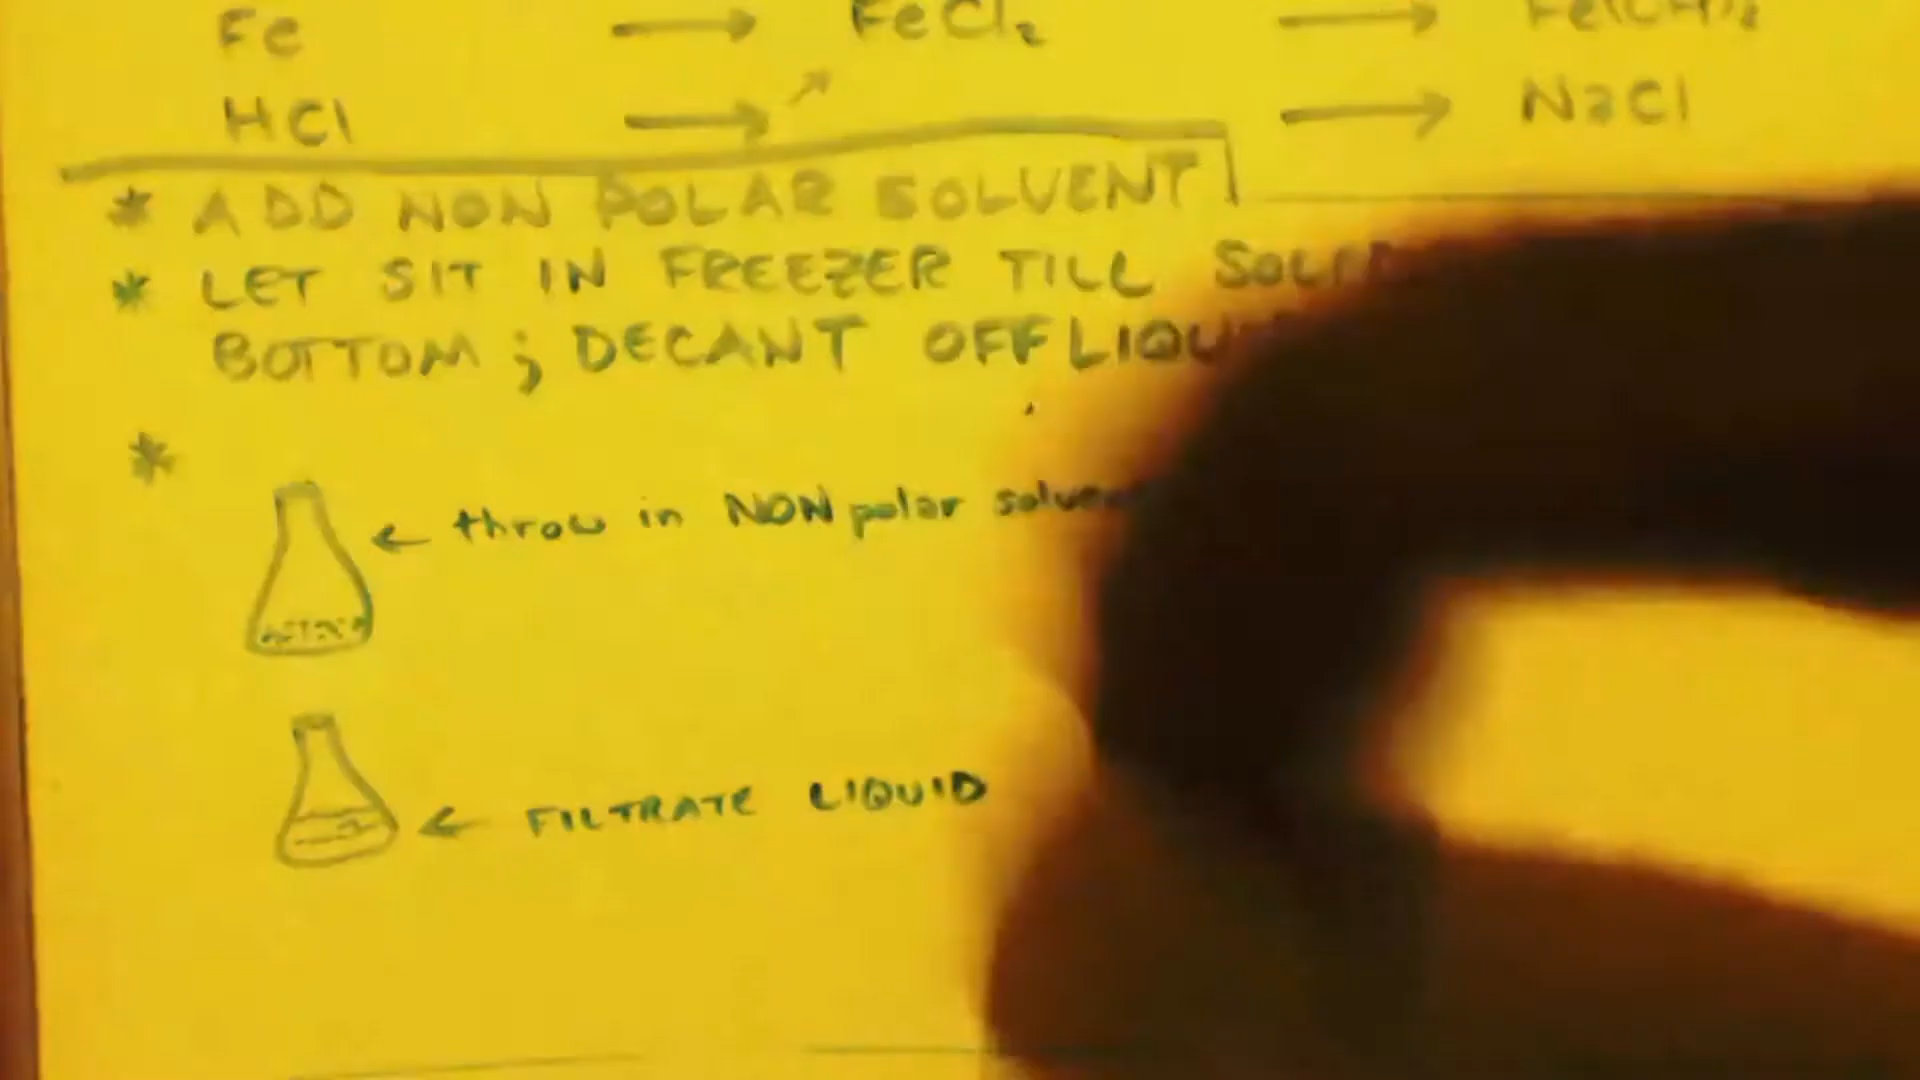 Fe → FeCl₂ →
HCl → ↗ → NaCl
* ADD NON POLAR SOLVENT
* LET SIT IN FREEZER TILL
BOTTOM; DECANT OFF
*
← throw in NON polar
← FILTRATE LIQUID